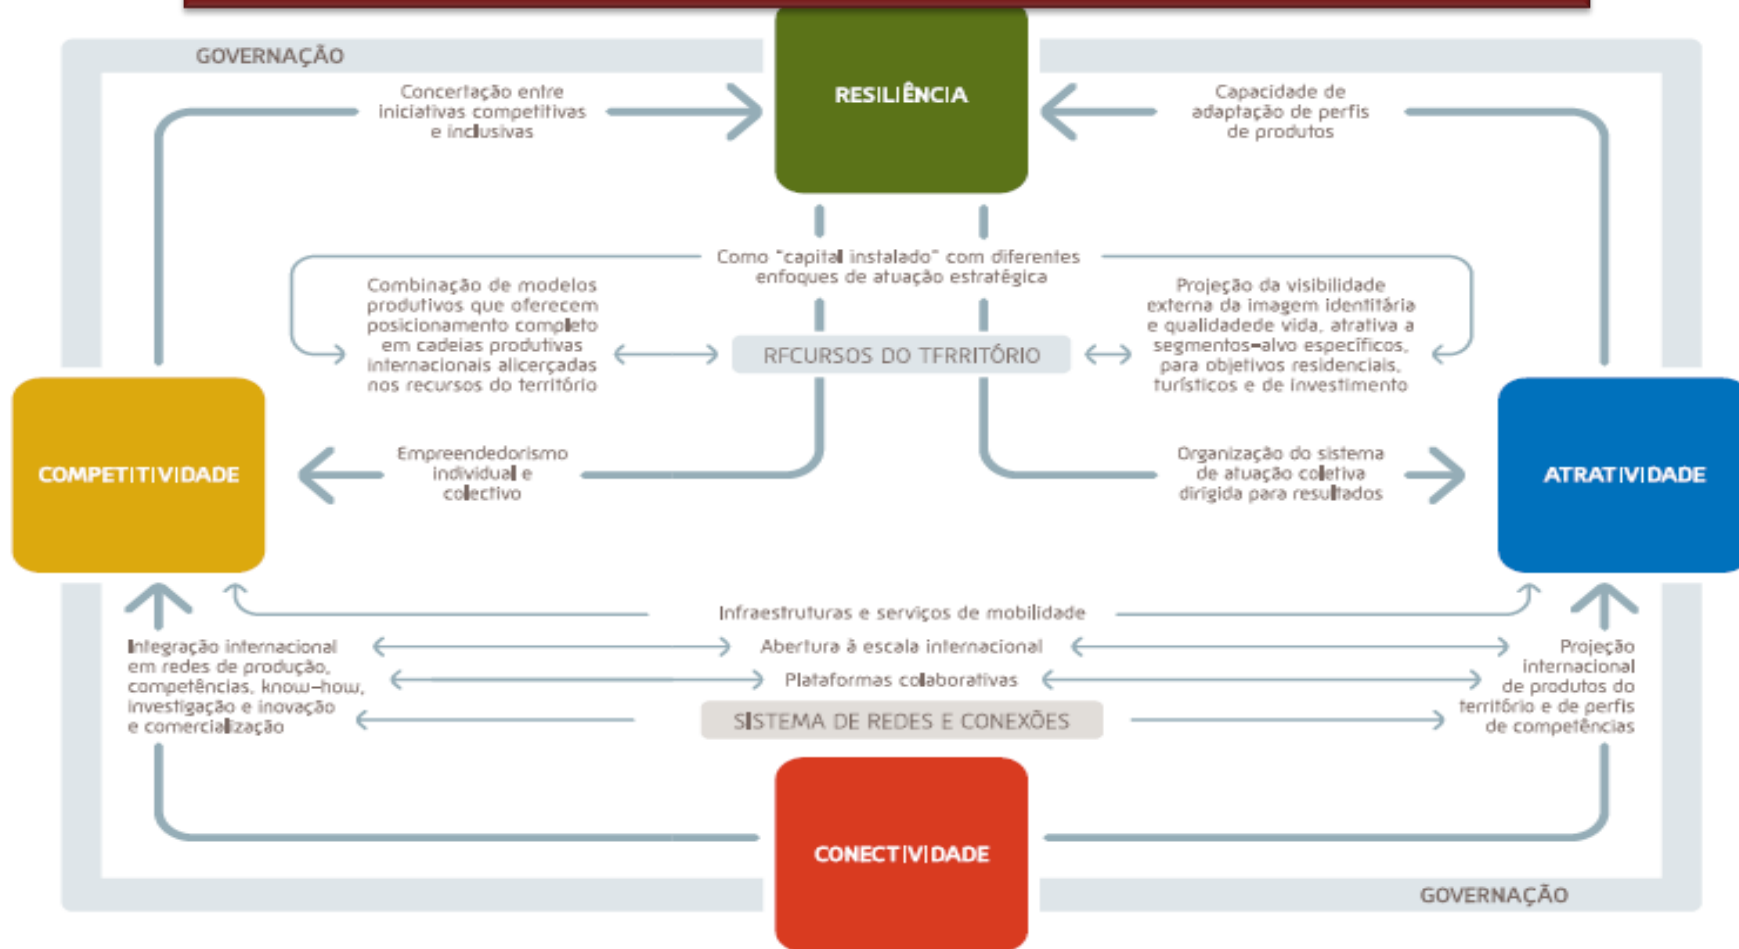 GOVERNAÇÃO
RESILIÊNCIA
Concertação entre
iniciativas competitivas
e inclusivas
Capacidade de
adaptação de perfis
de produtos
Como "capital instalado" com diferentes
enfoques de atuação estratégica
Combinação de modelos
produtivos que oferecem
posicionamento completo
em cadeias produtivas
internacionais alicerçadas
nos recursos do território
RECURSOS DO TERRITÓRIO
Projeção da visibilidade
externa da imagem identitária
e qualidadede vida, atrativa a
segmentos-alvo específicos,
para objetivos residenciais,
turísticos e de investimento
COMPETITIVIDADE
Empreendedorismo
individual e
colectivo
Organização do sistema
de atuação coletiva
dirigida para resultados
ATRATIVIDADE
Infraestruturas e serviços de mobilidade
Abertura à escala internacional
Plataformas colaborativas
SISTEMA DE REDES E CONEXÕES
Integração internacional
em redes de produção,
competências, know-how,
investigação e inovação
e comercialização
Projeção
internacional
de produtos do
território e de perfis
de competências
CONECTIVIDADE
GOVERNAÇÃO